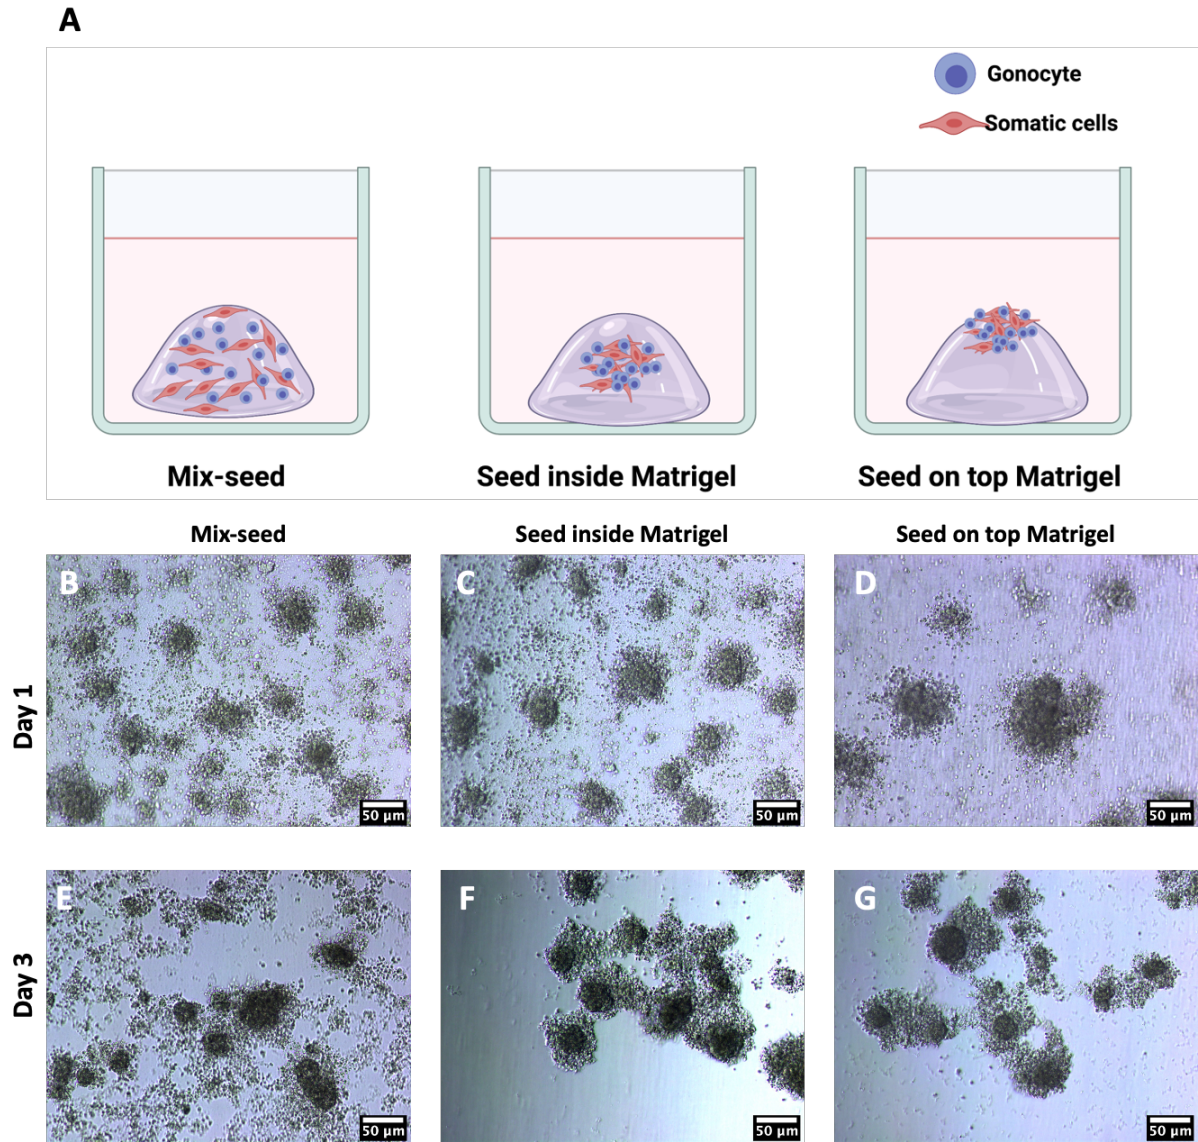 A
Gonocyte
Somatic cells
Mix-seed
Seed inside Matrigel
Seed on top Matrigel
Mix-seed
Seed inside Matrigel
Seed on top Matrigel
Day 1
B
C
D
50 µm
50 µm
50 µm
Day 3
E
F
G
50 µm
50 µm
50 µm